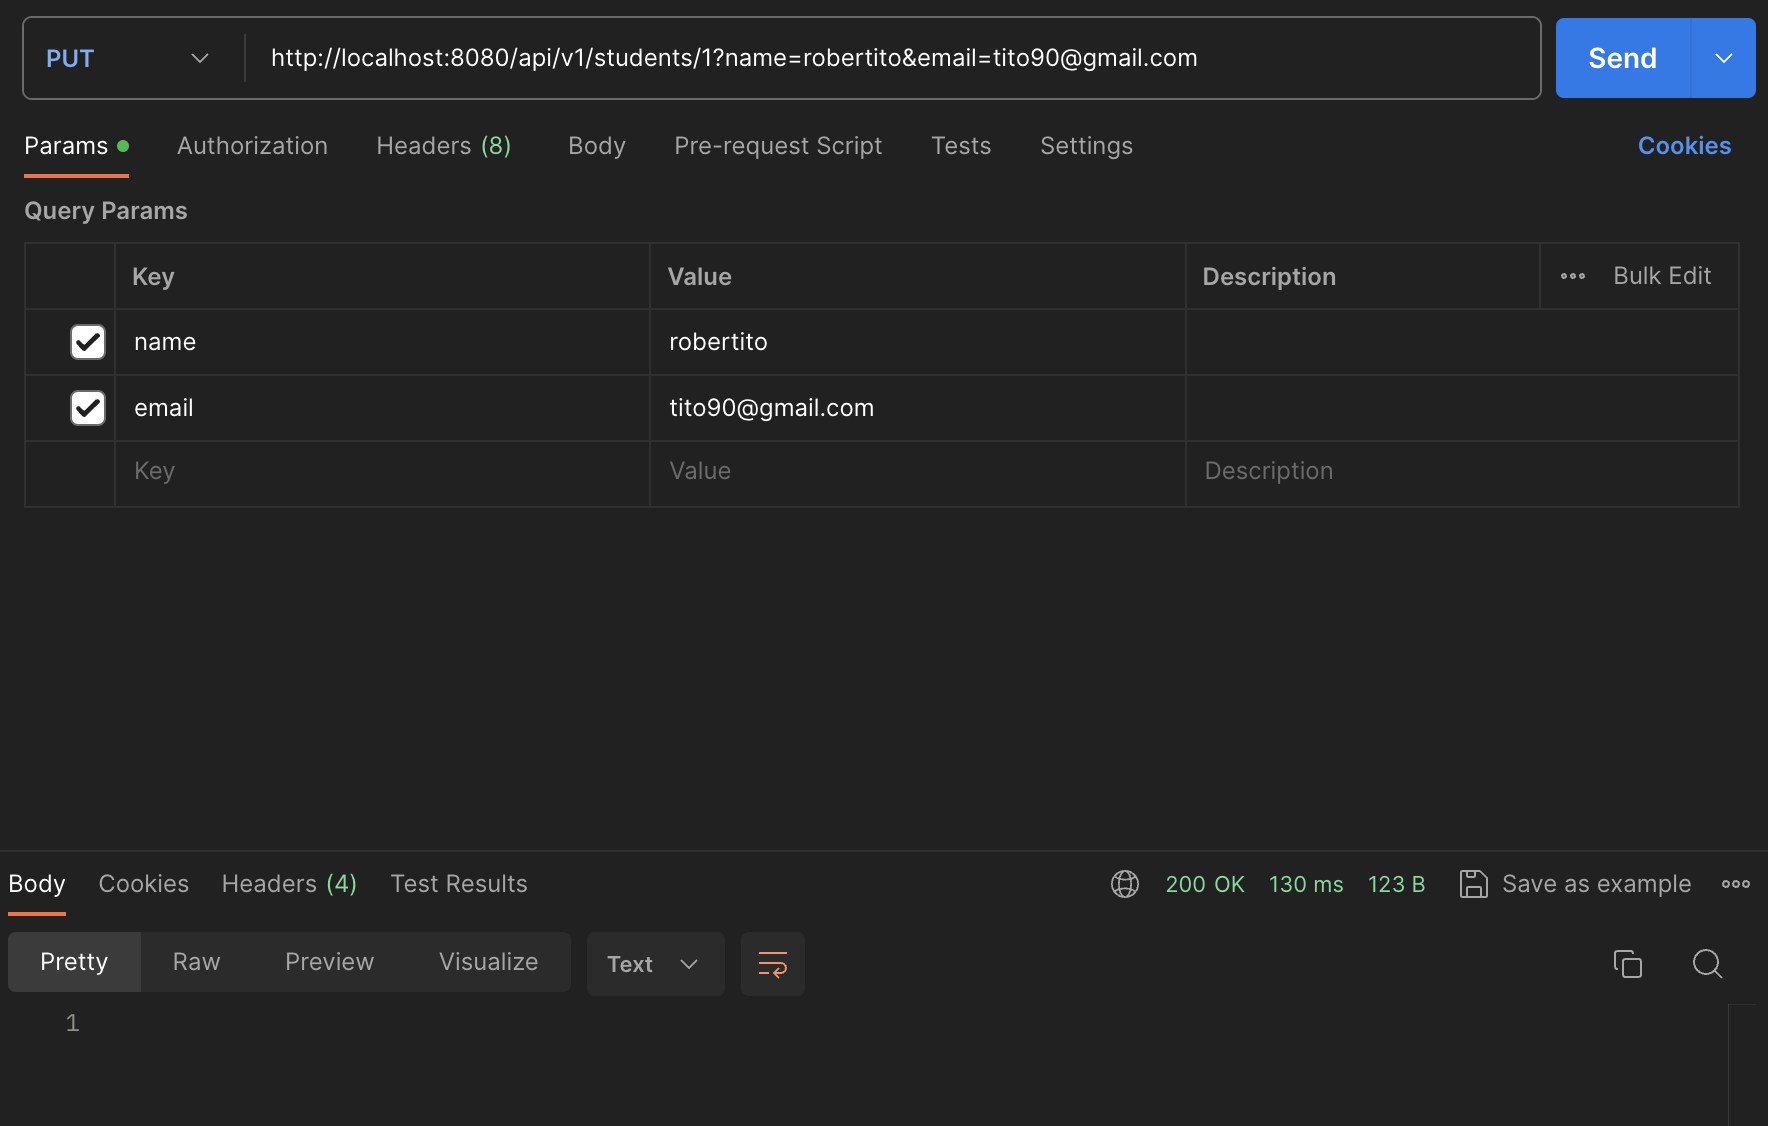 PUT http://localhost:8080/api/v1/students/1?name=robertito&email=tito90@gmail.com Send
Params Authorization Headers (8) Body Pre-request Script Tests Settings Cookies
Query Params
Key Value Description Bulk Edit
name robertito
email tito90@gmail.com
Key Value Description
Body Cookies Headers (4) Test Results 200 OK 130 ms 123 B Save as example
Pretty Raw Preview Visualize Text
1